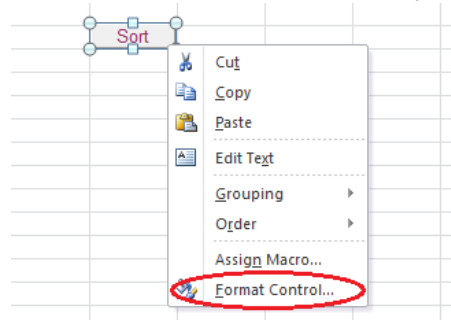 Sort
Cut
Copy
Paste
Edit Text
Grouping
Order
Assign Macro...
Format Control...